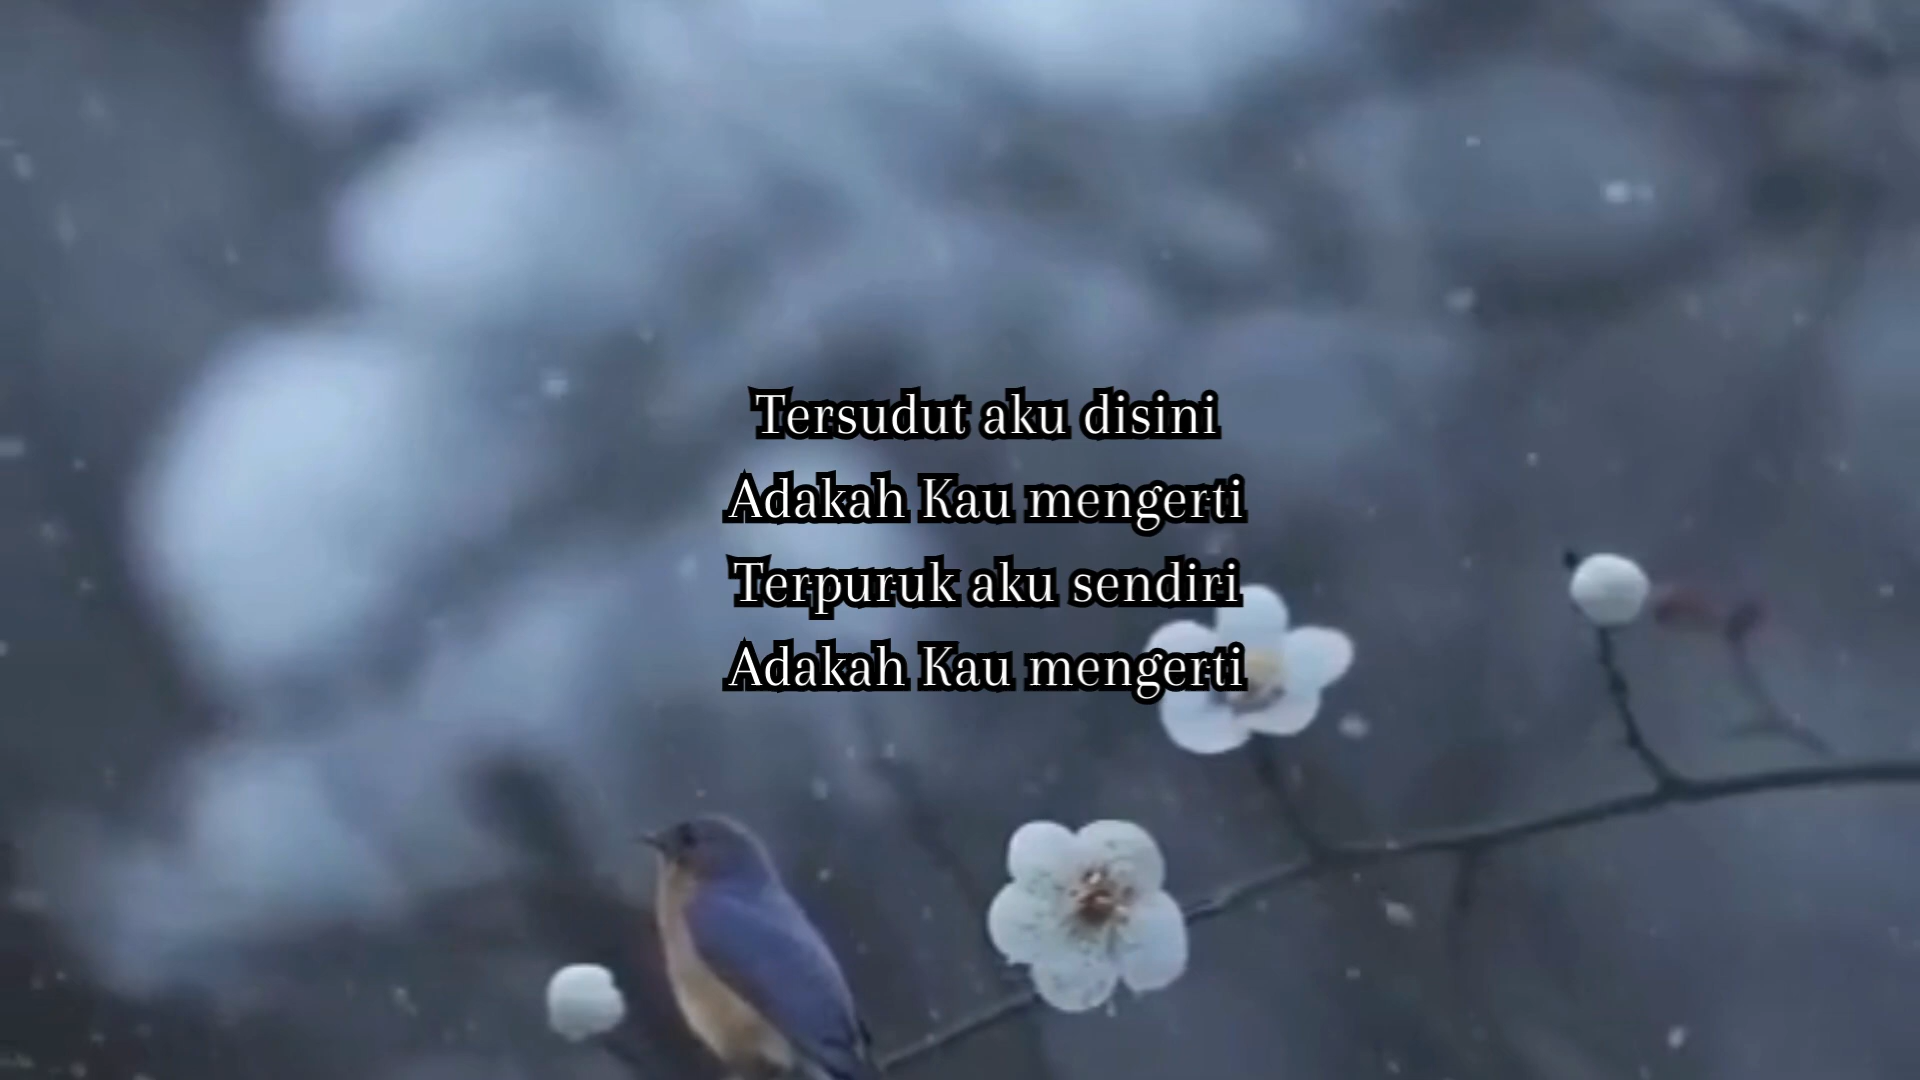 Tersudut aku disini
Adakah Kau mengerti
Terpuruk aku sendiri
Adakah Kau mengerti